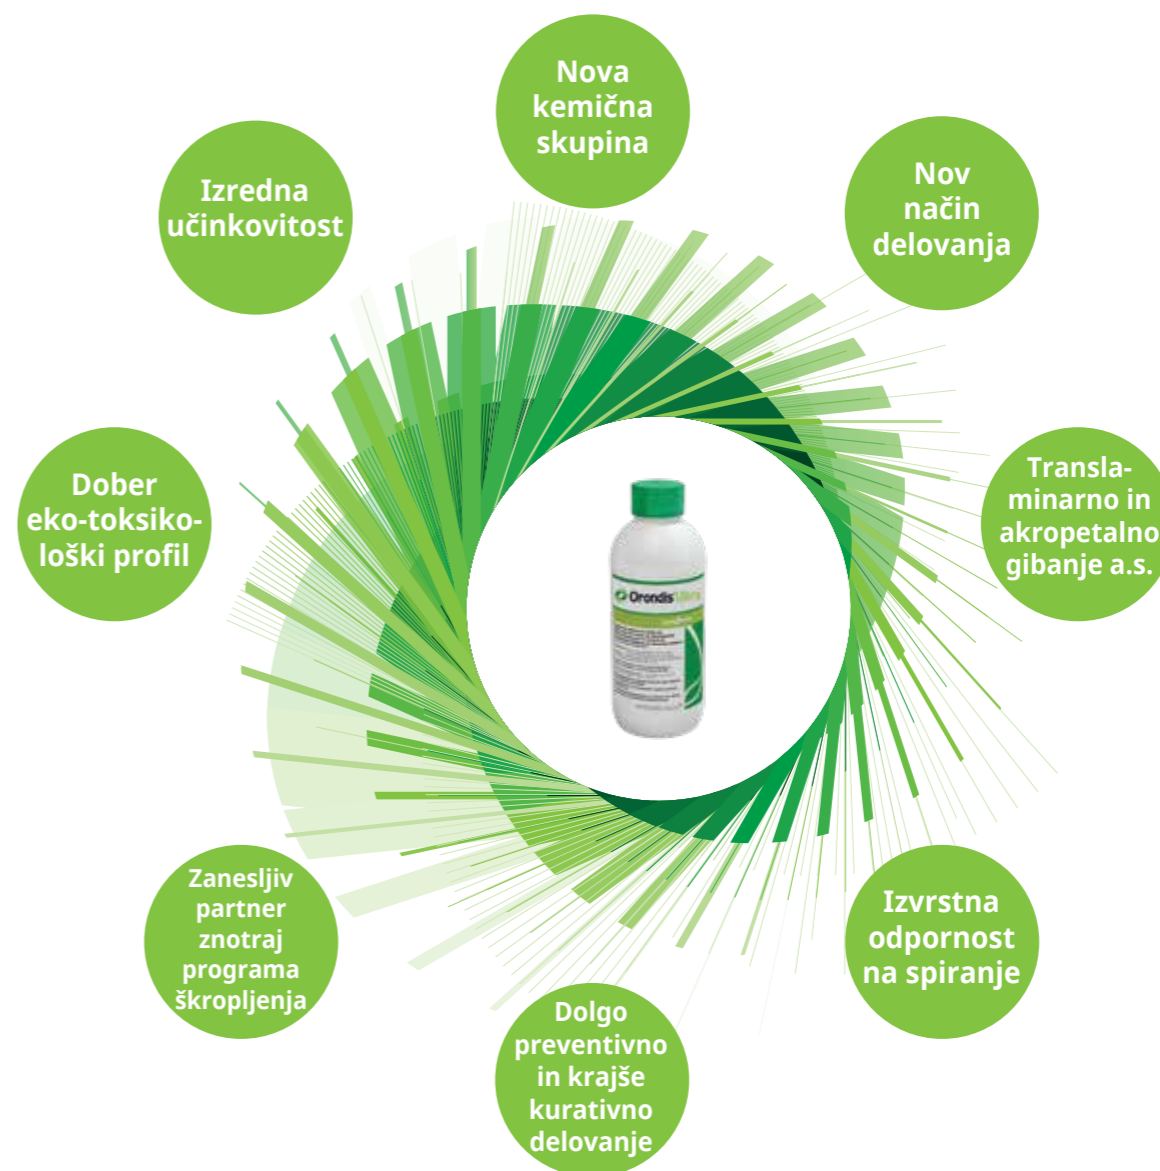 Nova
kemična
skupina
Nov
način
delovanja
Transla-
minarno in
akropetalno
gibanje a.s.
Izvrstna
odpornost
na spiranje
Dolgo
preventivno
in krajše
kurativno
delovanje
Zanesljiv
partner
znotraj
programa
škropljenja
Dober
eko-toksiko-
loški profil
Izredna
učinkovitost
Orondis Ultra